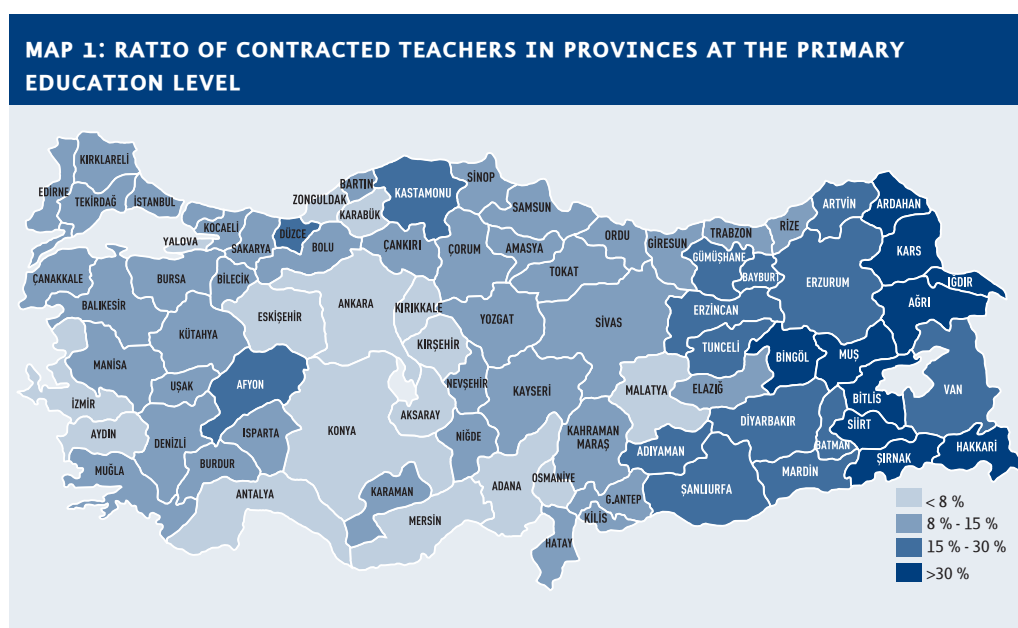 MAP 1: RATIO OF CONTRACTED TEACHERS IN PROVINCES AT THE PRIMARY
EDUCATION LEVEL
KIRKLARELİ
EDİRNE
TEKİRDAĞ
İSTANBUL
ZONGULDAK
BARTIN
KARABÜK
KASTAMONU
SİNOP
SAMSUN
KOCAELİ
YALOVA
SAKARYA
DÜZCE
BOLU
ÇANKIRI
ÇORUM
AMASYA
TOKAT
ORDU
GİRESUN
TRABZON
GÜMÜŞHANE
BAYBURT
RİZE
ARTVİN
ARDAHAN
KARS
IĞDIR
AĞRI
ERZURUM
ERZİNCAN
ÇANAKKALE
BALIKESİR
BURSA
BİLECİK
ESKİŞEHİR
ANKARA
KIRIKKALE
KIRŞEHİR
YOZGAT
SİVAS
TUNCELİ
BİNGÖL
MUŞ
BİTLİS
VAN
KÜTAHYA
MANİSA
UŞAK
AFYON
İZMİR
AYDIN
DENİZLİ
ISPARTA
BURDUR
MUĞLA
ANTALYA
KONYA
AKSARAY
NEVŞEHİR
NİĞDE
KAYSERİ
MALATYA
ELAZIĞ
DİYARBAKIR
BATMAN
SİİRT
ŞIRNAK
HAKKARİ
KAHRAMAN
MARAŞ
ADIYAMAN
ŞANLIURFA
MARDİN
KARAMAN
MERSİN
ADANA
OSMANİYE
G.ANTEP
KİLİS
HATAY
< 8 %
8 % - 15 %
15 % - 30 %
>30 %